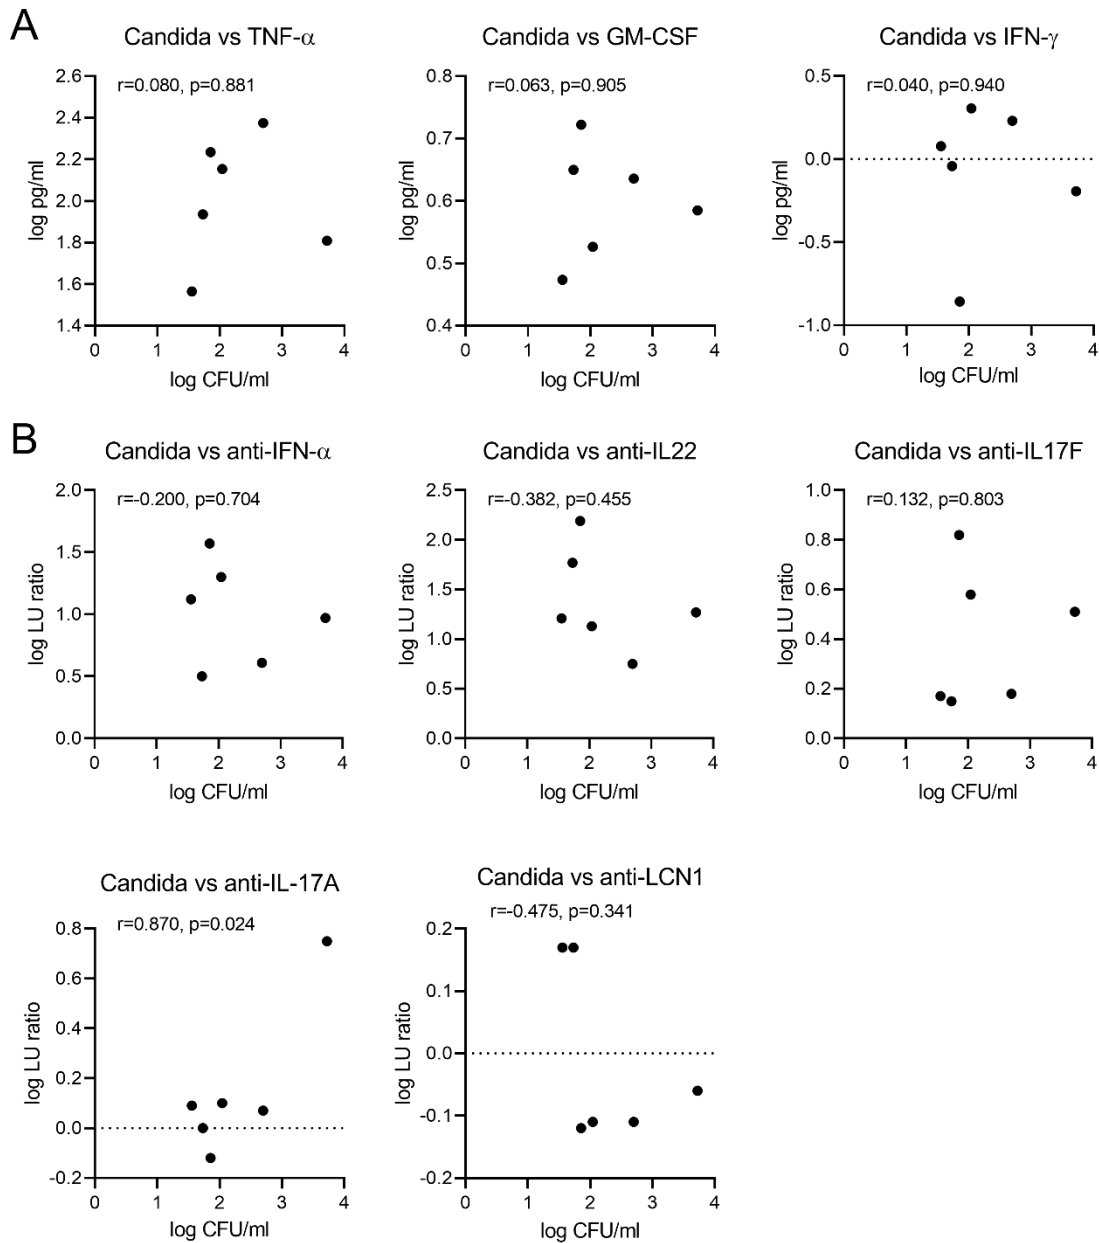 A
Candida vs TNF-α
r=0.080, p=0.881
2.6
2.4
2.2
2.0
1.8
1.6
1.4
log pg/ml
0 1 2 3 4
log CFU/ml
Candida vs GM-CSF
r=0.063, p=0.905
0.8
0.7
0.6
0.5
0.4
log pg/ml
0 1 2 3 4
log CFU/ml
Candida vs IFN-γ
r=0.040, p=0.940
0.5
0.0
-0.5
-1.0
log pg/ml
0 1 2 3 4
log CFU/ml
B
Candida vs anti-IFN-α
r=-0.200, p=0.704
2.0
1.5
1.0
0.5
0.0
log LU ratio
0 1 2 3 4
log CFU/ml
Candida vs anti-IL22
r=-0.382, p=0.455
2.5
2.0
1.5
1.0
0.5
0.0
log LU ratio
0 1 2 3 4
log CFU/ml
Candida vs anti-IL17F
r=0.132, p=0.803
1.0
0.8
0.6
0.4
0.2
0.0
log LU ratio
0 1 2 3 4
log CFU/ml
Candida vs anti-IL-17A
r=0.870, p=0.024
0.8
0.6
0.4
0.2
0.0
-0.2
log LU ratio
0 1 2 3 4
log CFU/ml
Candida vs anti-LCN1
r=-0.475, p=0.341
0.2
0.1
0.0
-0.1
-0.2
log LU ratio
0 1 2 3 4
log CFU/ml